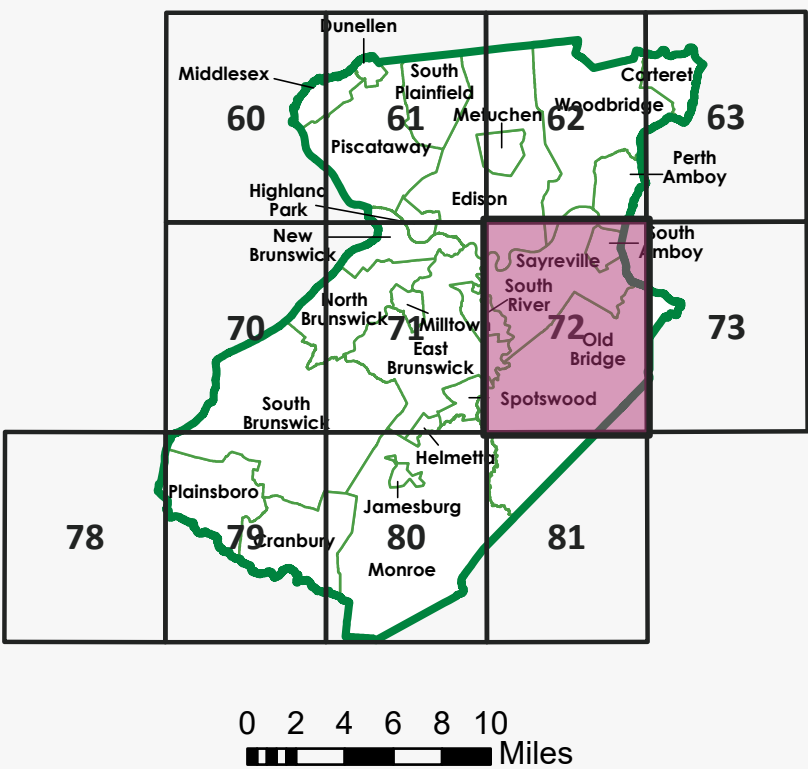 Dunellen
Middlesex
South
Plainfield
Carteret
Metuchen
Woodbridge
60
61
62
63
Piscataway
Perth
Amboy
Highland
Park
Edison
New
Brunswick
South
Amboy
Sayreville
South
River
North
Brunswick
Milltown
70
71
72
73
East
Brunswick
Old
Bridge
Spotswood
South
Brunswick
Helmetta
Plainsboro
Jamesburg
78
79
80
81
Cranbury
Monroe
0 2 4 6 8 10
Miles